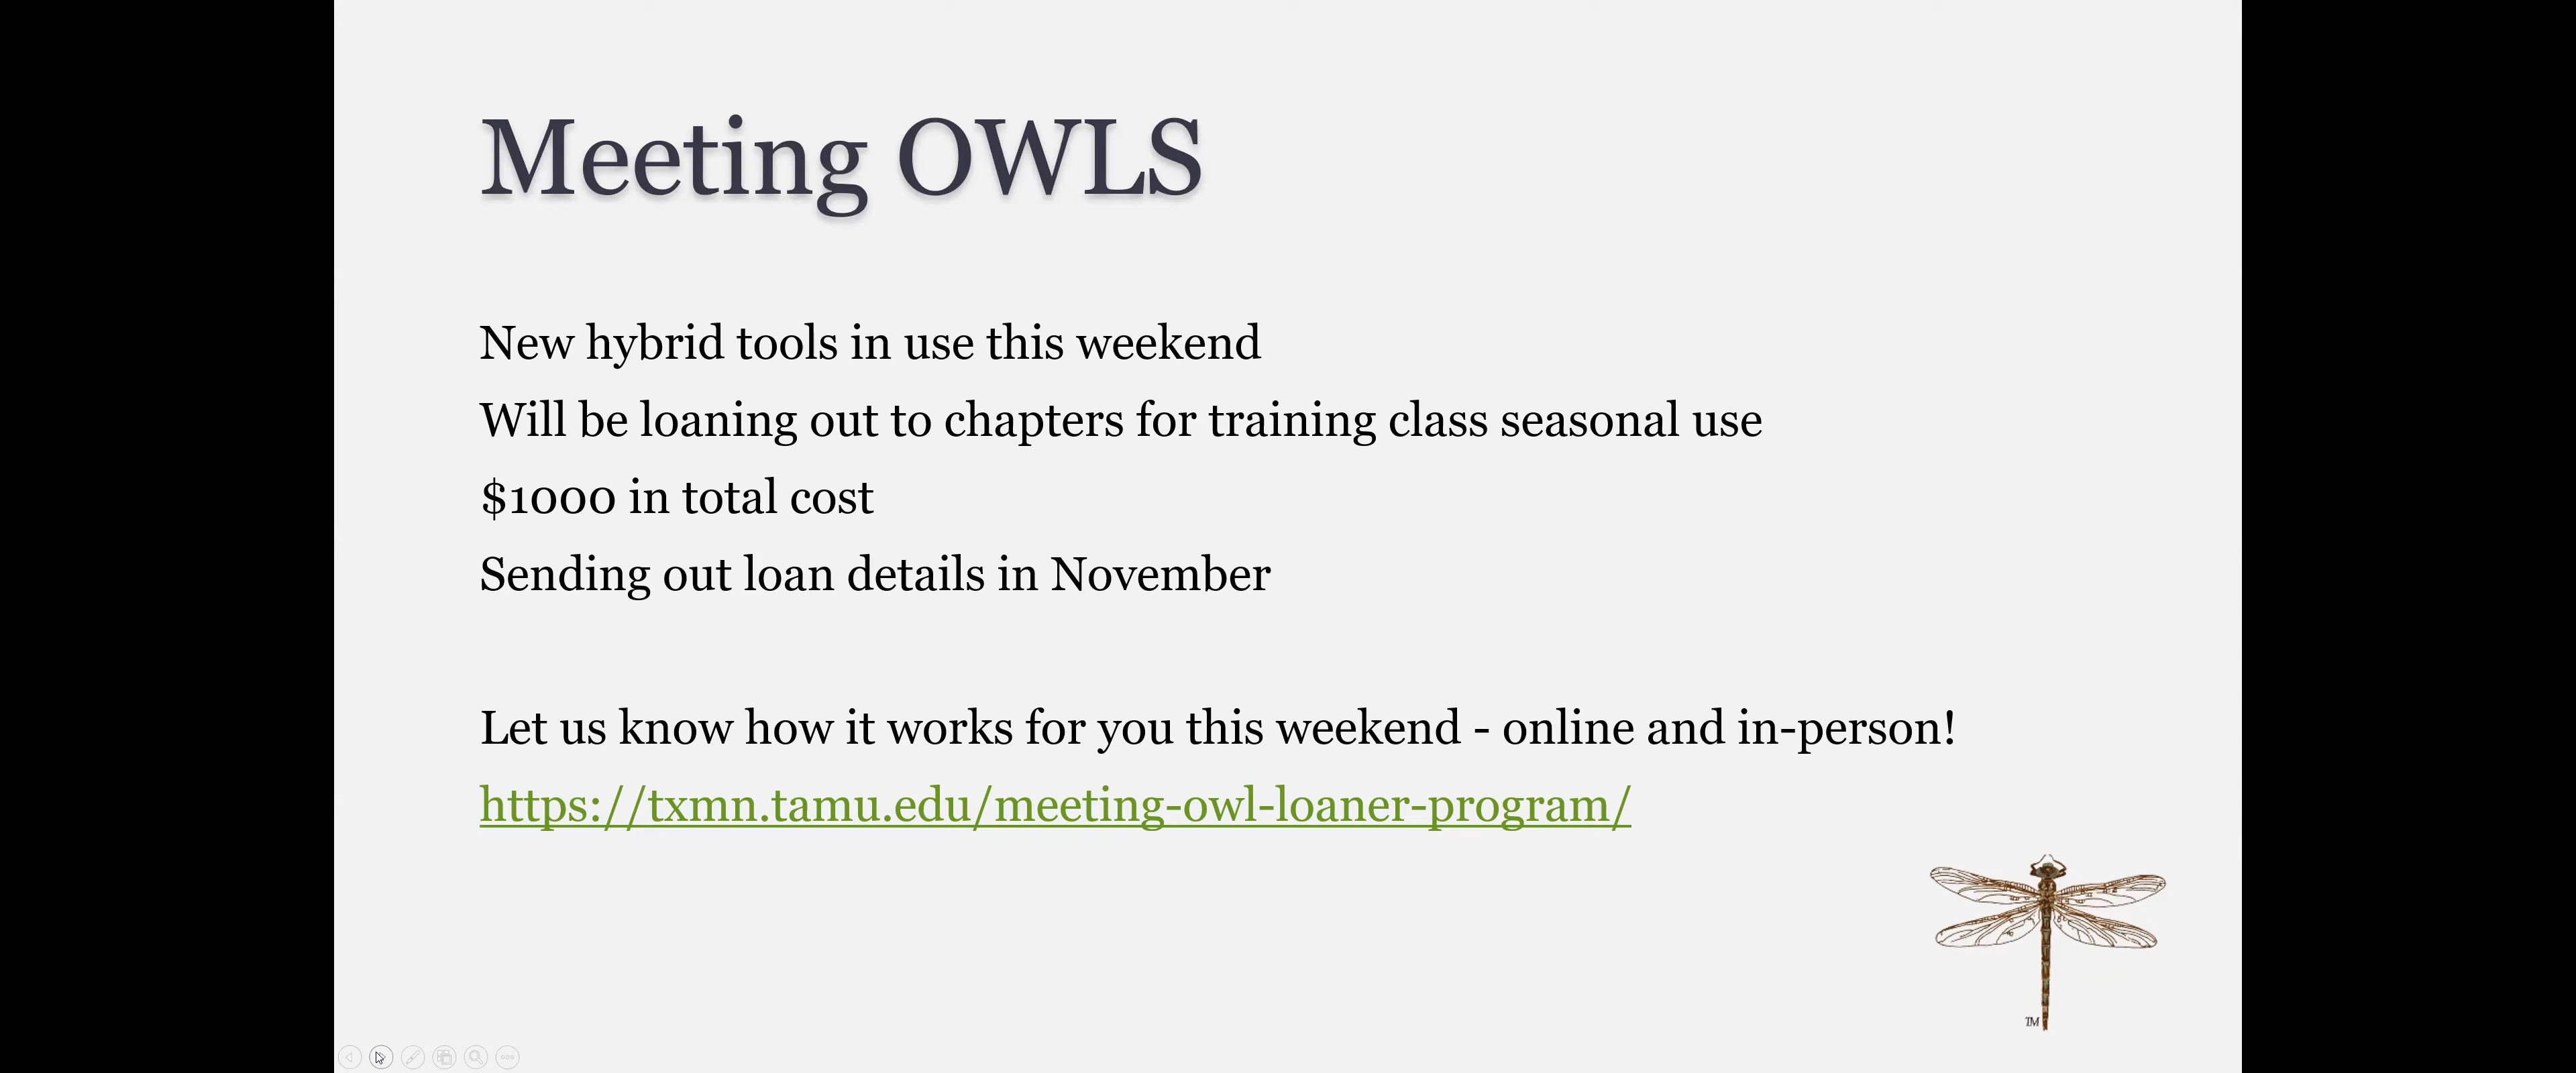 Meeting OWLS
New hybrid tools in use this weekend
Will be loaning out to chapters for training class seasonal use
$1000 in total cost
Sending out loan details in November
Let us know how it works for you this weekend - online and in-person!
https://txmn.tamu.edu/meeting-owl-loaner-program/
TM